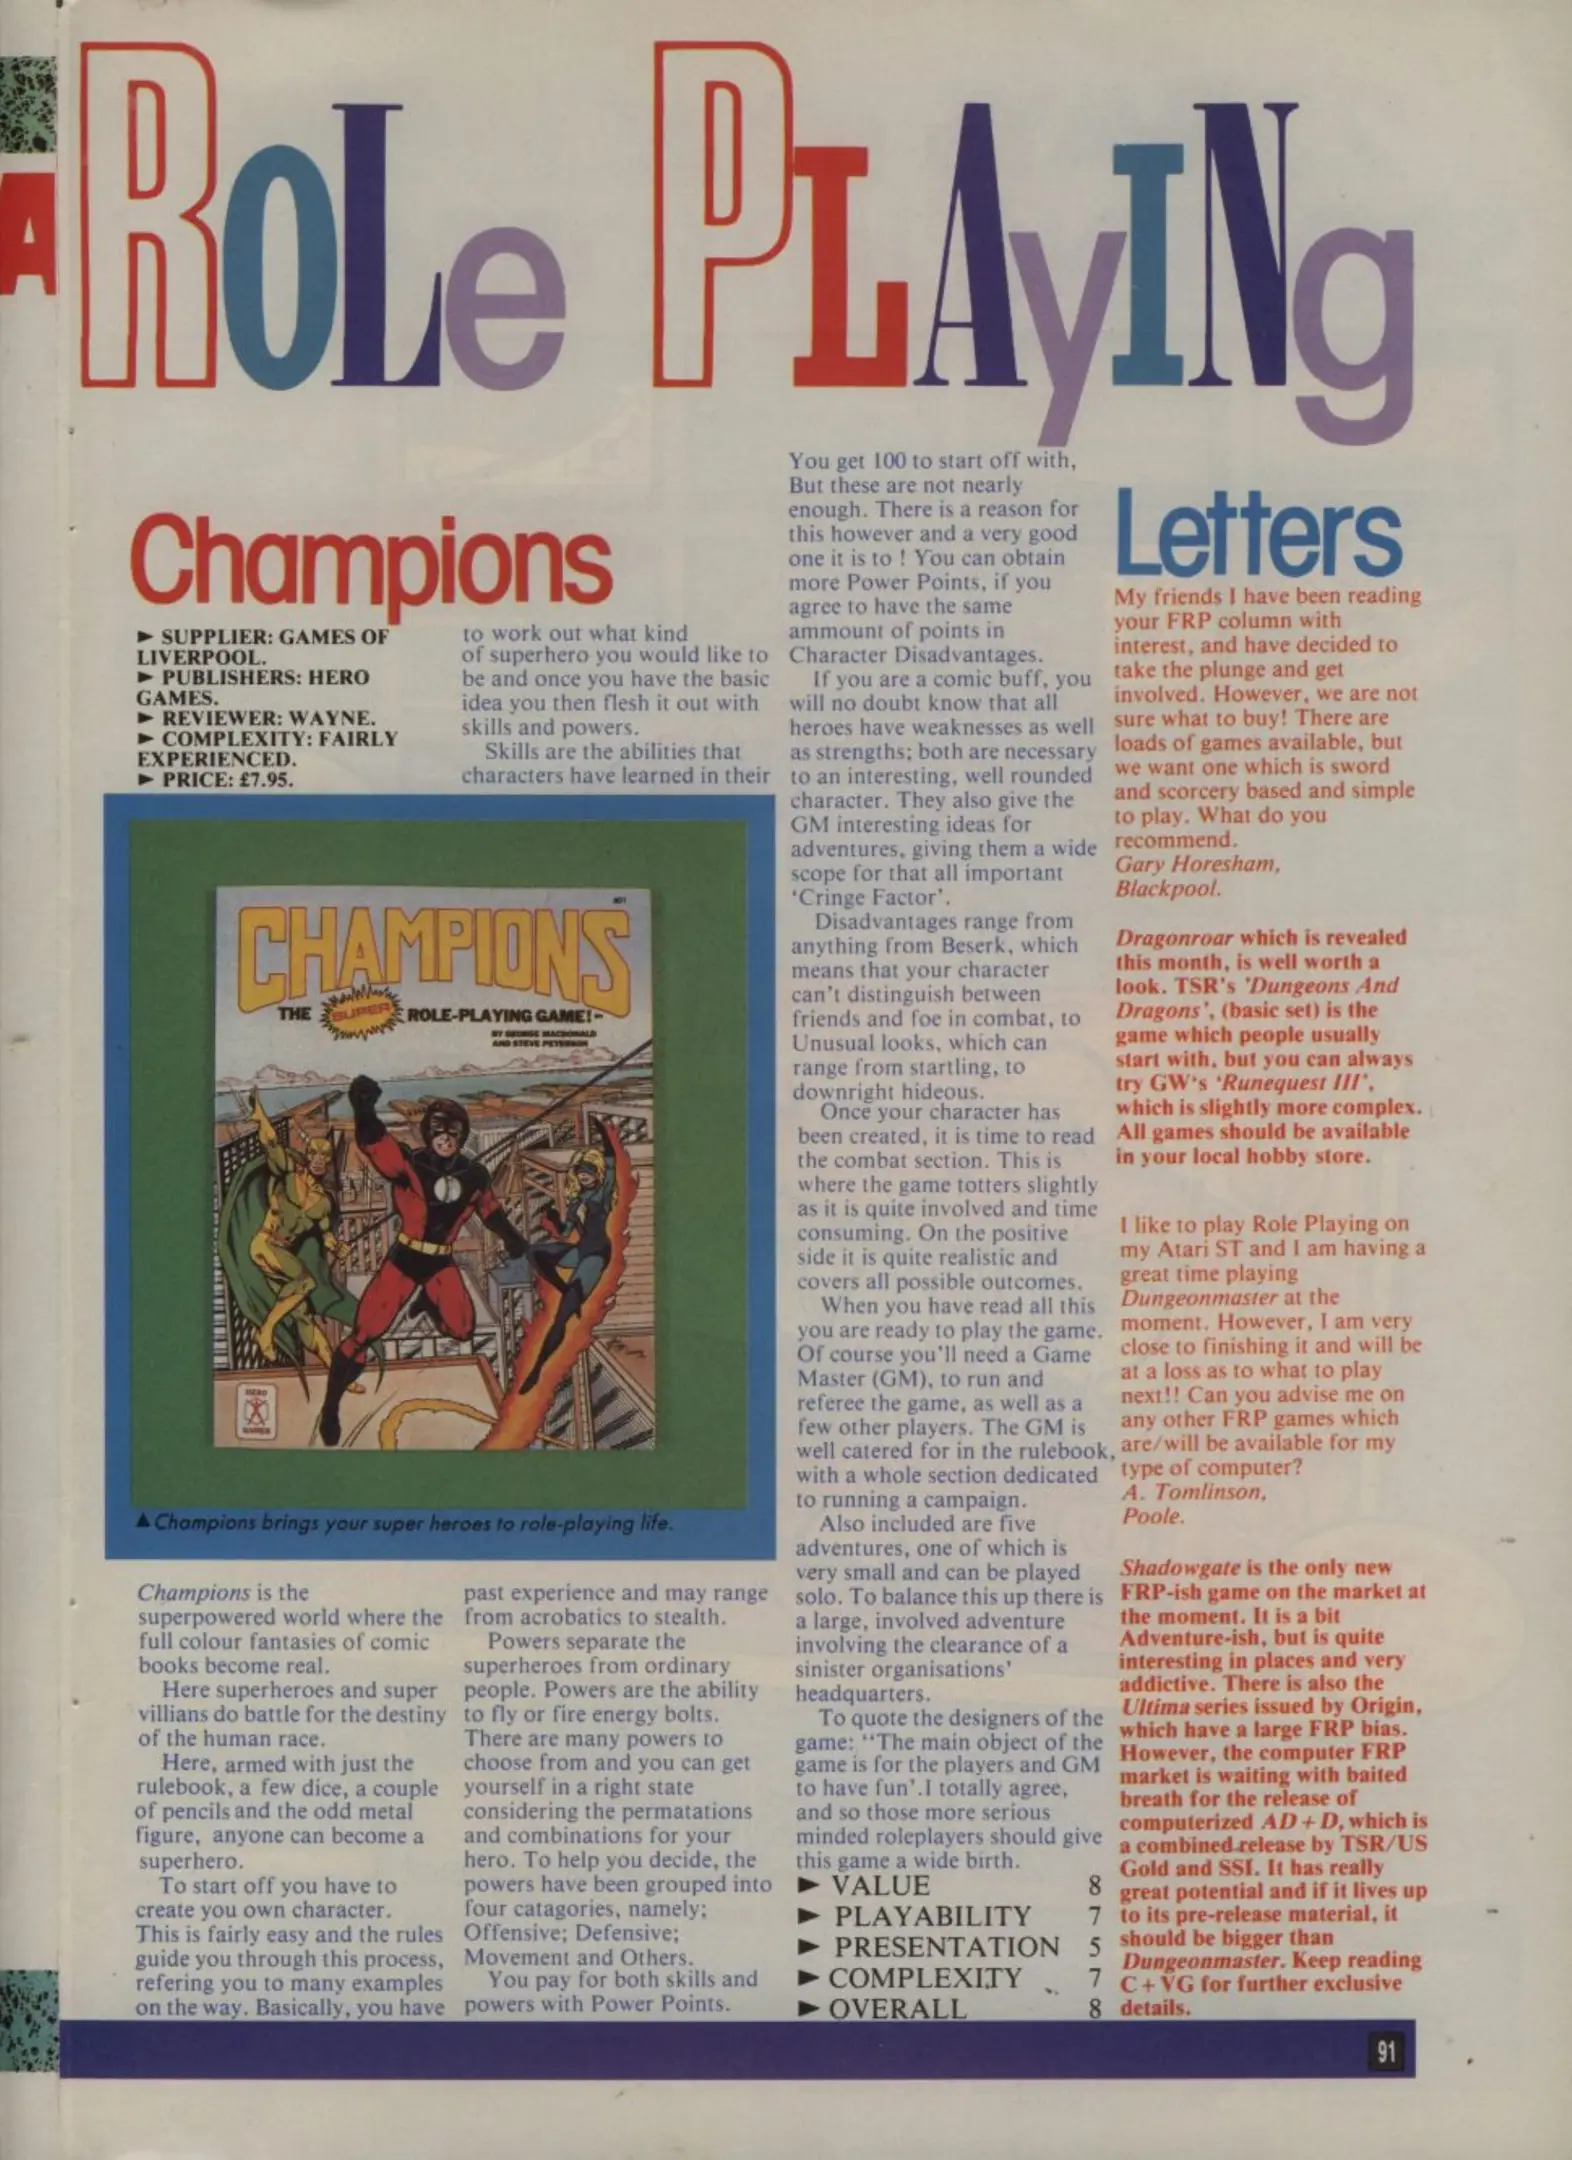 A
Role Playing
Champions
► SUPPLIER: GAMES OF
LIVERPOOL.
► PUBLISHERS: HERO
GAMES.
► REVIEWER: WAYNE.
► COMPLEXITY: FAIRLY
EXPERIENCED.
► PRICE: £7.95.
CHAMPIONS
THE SUPER ROLE-PLAYING GAME!™
BY GEORGE MACDONALD
AND STEVE PETERSON
HERO
GAMES
▲ Champions brings your super heroes to role-playing life.
Champions is the
superpowered world where the
full colour fantasies of comic
books become real.
Here superheroes and super
villians do battle for the destiny
of the human race.
Here, armed with just the
rulebook, a few dice, a couple
of pencils and the odd metal
figure, anyone can become a
superhero.
To start off you have to
create you own character.
This is fairly easy and the rules
guide you through this process,
refering you to many examples
on the way. Basically, you have
to work out what kind
of superhero you would like to
be and once you have the basic
idea you then flesh it out with
skills and powers.
Skills are the abilities that
characters have learned in their
past experience and may range
from acrobatics to stealth.
Powers separate the
superheroes from ordinary
people. Powers are the ability
to fly or fire energy bolts.
There are many powers to
choose from and you can get
yourself in a right state
considering the permatations
and combinations for your
hero. To help you decide, the
powers have been grouped into
four catagories, namely;
Offensive; Defensive;
Movement and Others.
You pay for both skills and
powers with Power Points.
You get 100 to start off with,
But these are not nearly
enough. There is a reason for
this however and a very good
one it is to ! You can obtain
more Power Points, if you
agree to have the same
ammount of points in
Character Disadvantages.
If you are a comic buff, you
will no doubt know that all
heroes have weaknesses as well
as strengths; both are necessary
to an interesting, well rounded
character. They also give the
GM interesting ideas for
adventures, giving them a wide
scope for that all important
'Cringe Factor'.
Disadvantages range from
anything from Beserk, which
means that your character
can't distinguish between
friends and foe in combat, to
Unusual looks, which can
range from startling, to
downright hideous.
Once your character has
been created, it is time to read
the combat section. This is
where the game totters slightly
as it is quite involved and time
consuming. On the positive
side it is quite realistic and
covers all possible outcomes.
When you have read all this
you are ready to play the game.
Of course you'll need a Game
Master (GM), to run and
referee the game, as well as a
few other players. The GM is
well catered for in the rulebook,
with a whole section dedicated
to running a campaign.
Also included are five
adventures, one of which is
very small and can be played
solo. To balance this up there is
a large, involved adventure
involving the clearance of a
sinister organisations'
headquarters.
To quote the designers of the
game: "The main object of the
game is for the players and GM
to have fun'.I totally agree,
and so those more serious
minded roleplayers should give
this game a wide birth.
► VALUE 8
► PLAYABILITY 7
► PRESENTATION 5
► COMPLEXITY 7
► OVERALL 8
Letters
My friends I have been reading
your FRP column with
interest, and have decided to
take the plunge and get
involved. However, we are not
sure what to buy! There are
loads of games available, but
we want one which is sword
and scorcery based and simple
to play. What do you
recommend.
Gary Horesham,
Blackpool.
Dragonroar which is revealed
this month, is well worth a
look. TSR's 'Dungeons And
Dragons', (basic set) is the
game which people usually
start with, but you can always
try GW's 'Runequest III',
which is slightly more complex.
All games should be available
in your local hobby store.
I like to play Role Playing on
my Atari ST and I am having a
great time playing
Dungeonmaster at the
moment. However, I am very
close to finishing it and will be
at a loss as to what to play
next!! Can you advise me on
any other FRP games which
are/will be available for my
type of computer?
A. Tomlinson,
Poole.
Shadowgate is the only new
FRP-ish game on the market at
the moment. It is a bit
Adventure-ish, but is quite
interesting in places and very
addictive. There is also the
Ultima series issued by Origin,
which have a large FRP bias.
However, the computer FRP
market is waiting with baited
breath for the release of
computerized AD + D, which is
a combined release by TSR/US
Gold and SSI. It has really
great potential and if it lives up
to its pre-release material, it
should be bigger than
Dungeonmaster. Keep reading
C + VG for further exclusive
details.
91